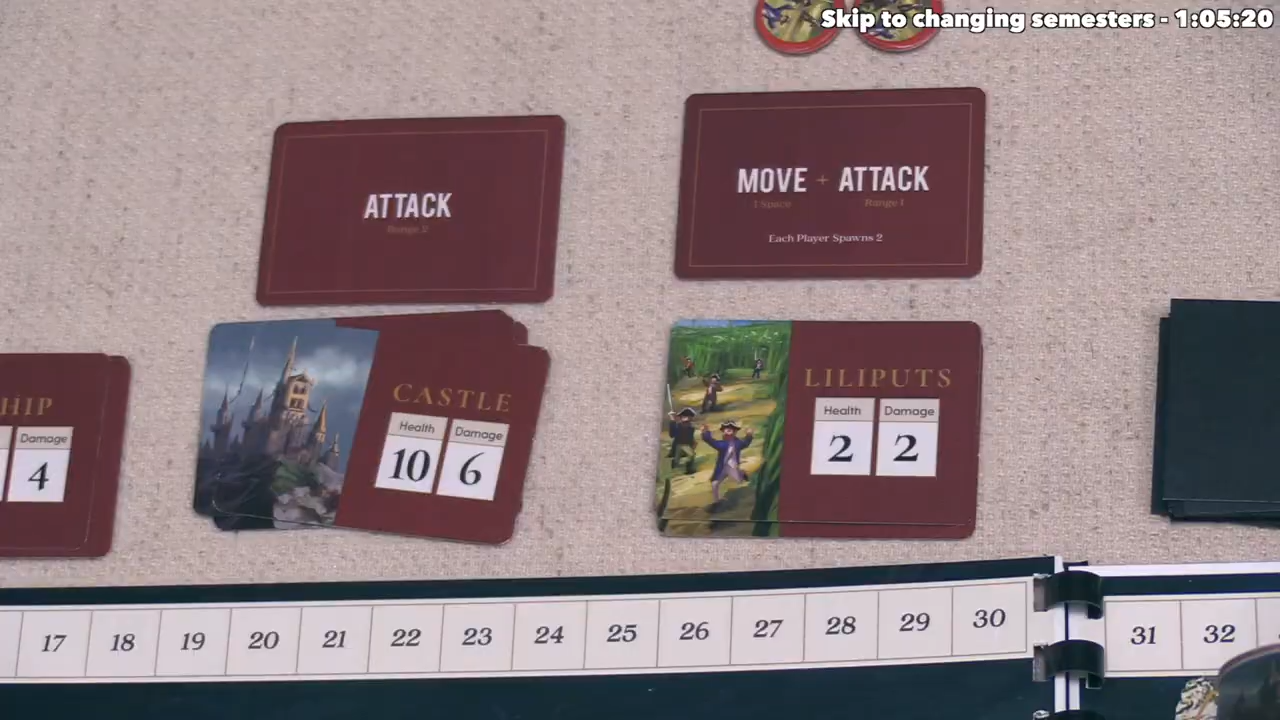 Skip to changing semesters - 1:05:20
ATTACK
Range 2
MOVE + ATTACK
1 Space Range 1
Each Player Spawns 2
HIP
Damage
4
CASTLE
Health Damage
10 6
LILIPUTS
Health Damage
2 2
17 18 19 20 21 22 23 24 25 26 27 28 29 30 31 32